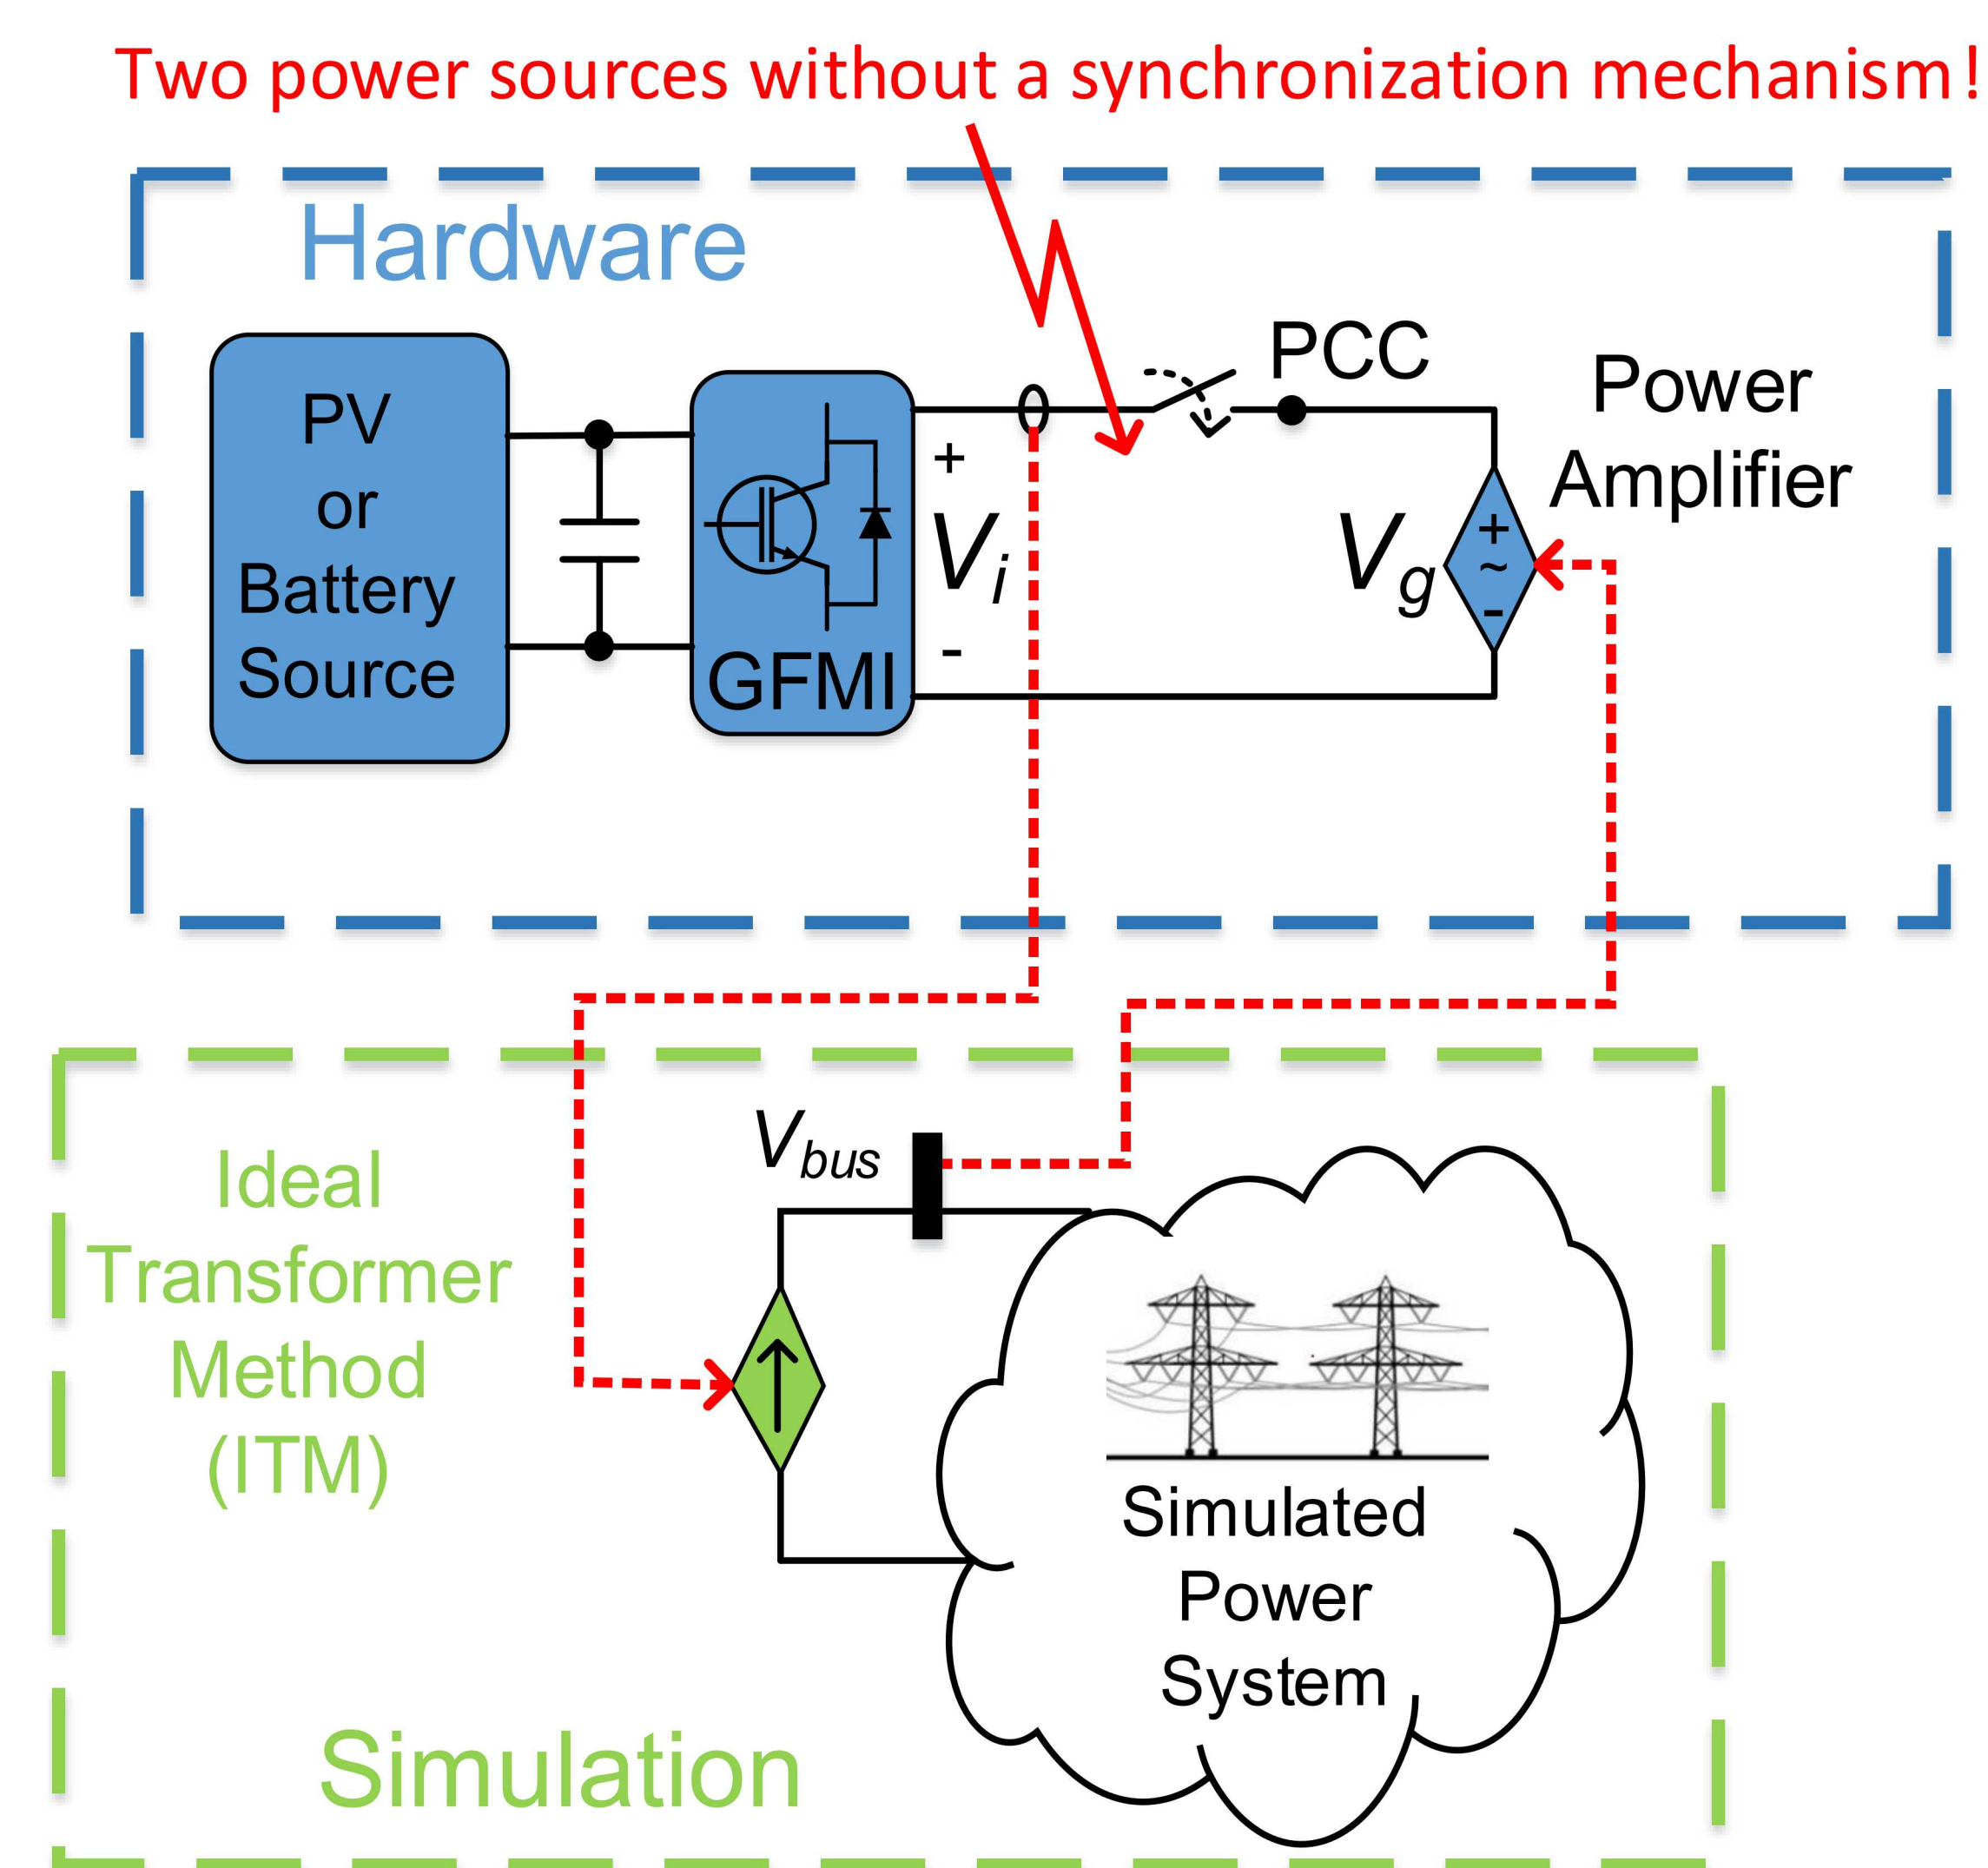 Two power sources without a synchronization mechanism!
Hardware
PV
or
Battery
Source
GFMI
+
Vi
-
PCC
Power
Amplifier
Vg
+
~
-
Ideal
Transformer
Method
(ITM)
Vbus
Simulated
Power
System
Simulation